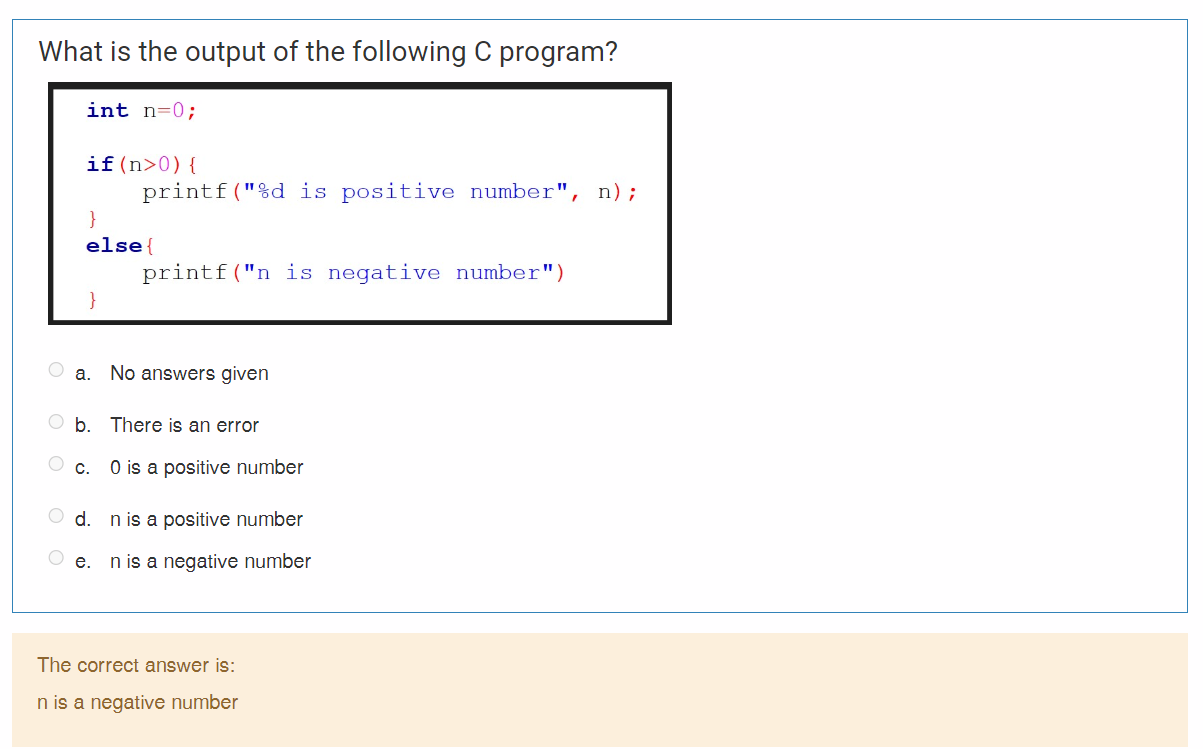 What is the output of the following C program?
int n=0;
if(n>0){
printf("%d is positive number", n);
}
else{
printf("n is negative number")
}
a. No answers given
b. There is an error
c. 0 is a positive number
d. n is a positive number
e. n is a negative number
The correct answer is:
n is a negative number